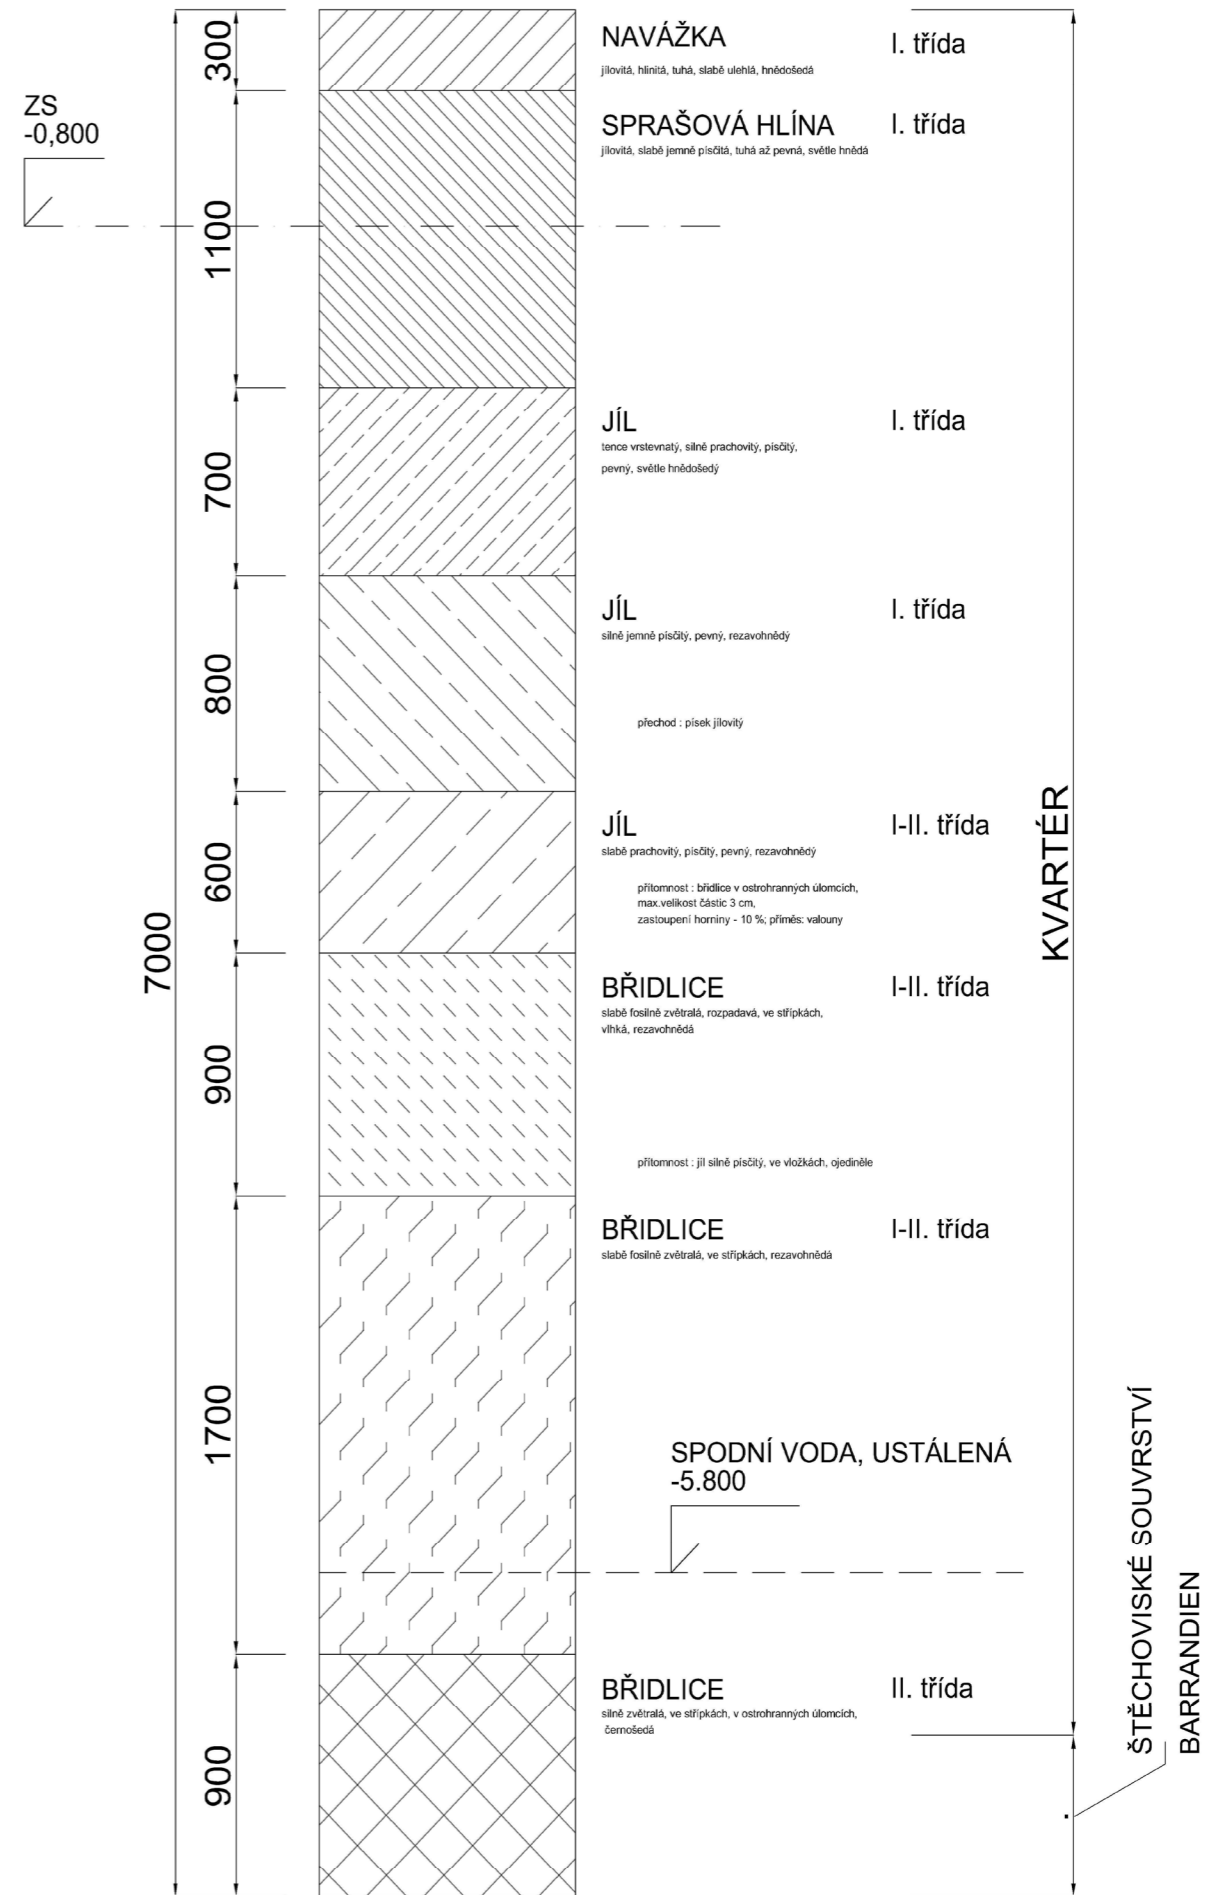 300
NAVÁŽKA
I. třída
jílovitá, hlinitá, tuhá, slabě ulehlá, hnědošedá
ZS
-0,800
1100
SPRAŠOVÁ HLÍNA
I. třída
jílovitá, slabě jemně písčitá, tuhá až pevná, světle hnědá
700
JÍL
I. třída
tence vrstevnatý, silně prachovitý, písčitý,
pevný, světle hnědošedý
800
JÍL
I. třída
silně jemně písčitý, pevný, rezavohnědý
přechod : písek jílovitý
600
JÍL
I-II. třída
slabě prachovitý, písčitý, pevný, rezavohnědý
přítomnost : břidlice v ostrohranných úlomcích,
max.velikost částic 3 cm,
zastoupení horniny - 10 %; příměs: valouny
7000
KVARTÉR
900
BŘIDLICE
I-II. třída
slabě fosilně zvětralá, rozpadavá, ve střípkách,
vlhká, rezavohnědá
přítomnost : jíl silně písčitý, ve vložkách, ojediněle
1700
BŘIDLICE
I-II. třída
slabě fosilně zvětralá, ve střípkách, rezavohnědá
SPODNÍ VODA, USTÁLENÁ
-5.800
900
BŘIDLICE
II. třída
silně zvětralá, ve střípkách, v ostrohranných úlomcích,
černošedá
ŠTĚCHOVISKÉ SOUVRSTVÍ
BARRANDIEN